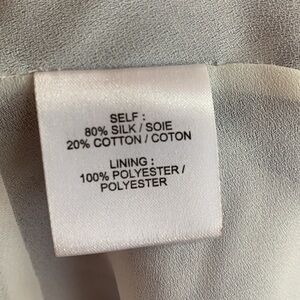 SELF :
80% SILK / SOIE
20% COTTON / COTON
LINING :
100% POLYESTER /
POLYESTER